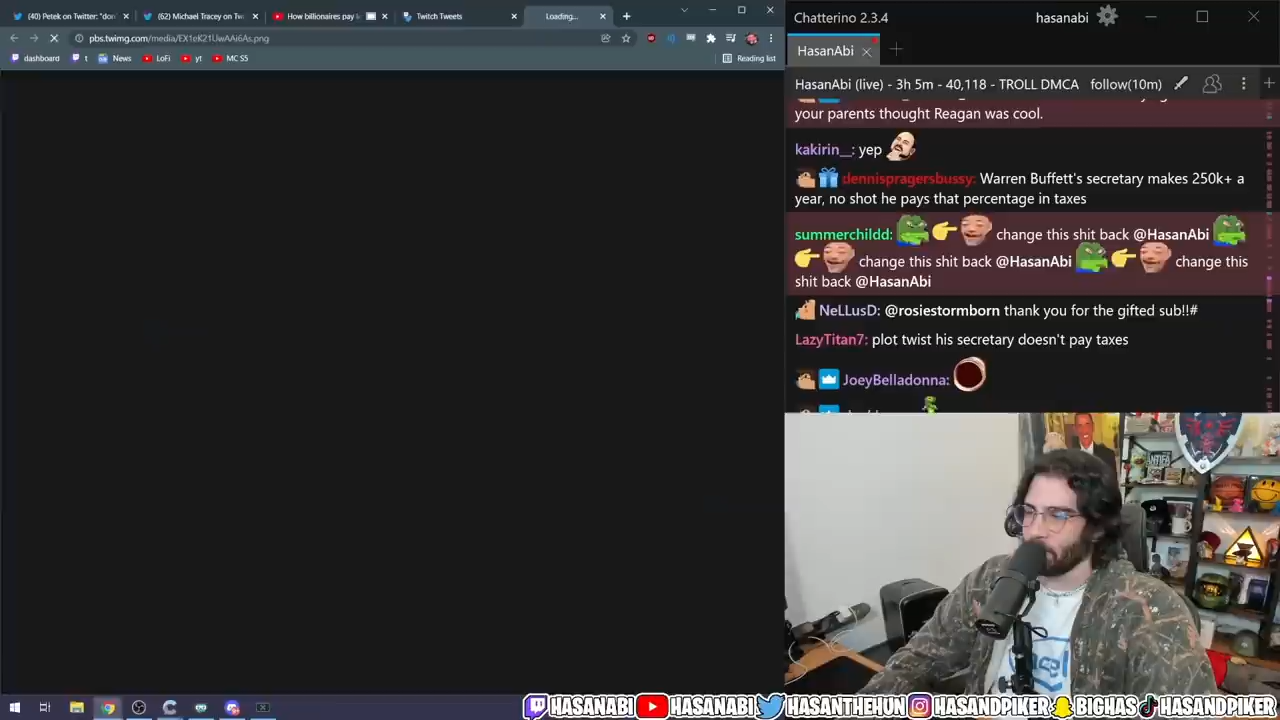 (40) Petek on Twitter: "don'
(62) Michael Tracey on Tw
How billionaires pay l
Twitch Tweets
Loading...
pbs.twimg.com/media/EX1eK21UwAAi6As.png
dashboard
t
News
LoFi
yt
MC S5
Reading list
Chatterino 2.3.4
hasanabi
HasanAbi
HasanAbi (live) - 3h 5m - 40,118 - TROLL DMCA
follow(10m)
your parents thought Reagan was cool.
kakirin__: yep
dennispragersbussy: Warren Buffett's secretary makes 250k+ a
year, no shot he pays that percentage in taxes
summerchildd: change this shit back @HasanAbi
change this shit back @HasanAbi change this
shit back @HasanAbi
NeLLusD: @rosiestormborn thank you for the gifted sub!!#
LazyTitan7: plot twist his secretary doesn't pay taxes
JoeyBelladonna:
ANTIFA
HASANABI HASANABI HASANTHEHUN HASANDPIKER BIGHAS HASANDPIKER